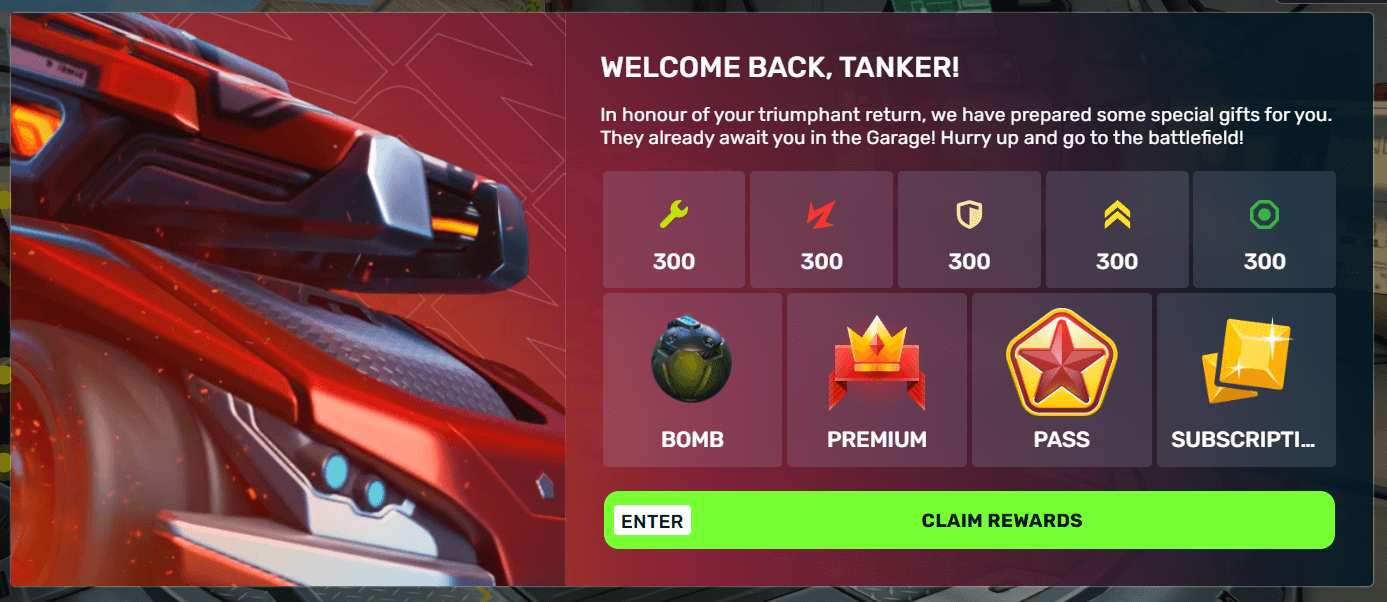 WELCOME BACK, TANKER!
In honour of your triumphant return, we have prepared some special gifts for you.
They already await you in the Garage! Hurry up and go to the battlefield!
300 300 300 300 300
BOMB PREMIUM PASS SUBSCRIPTI...
ENTER CLAIM REWARDS